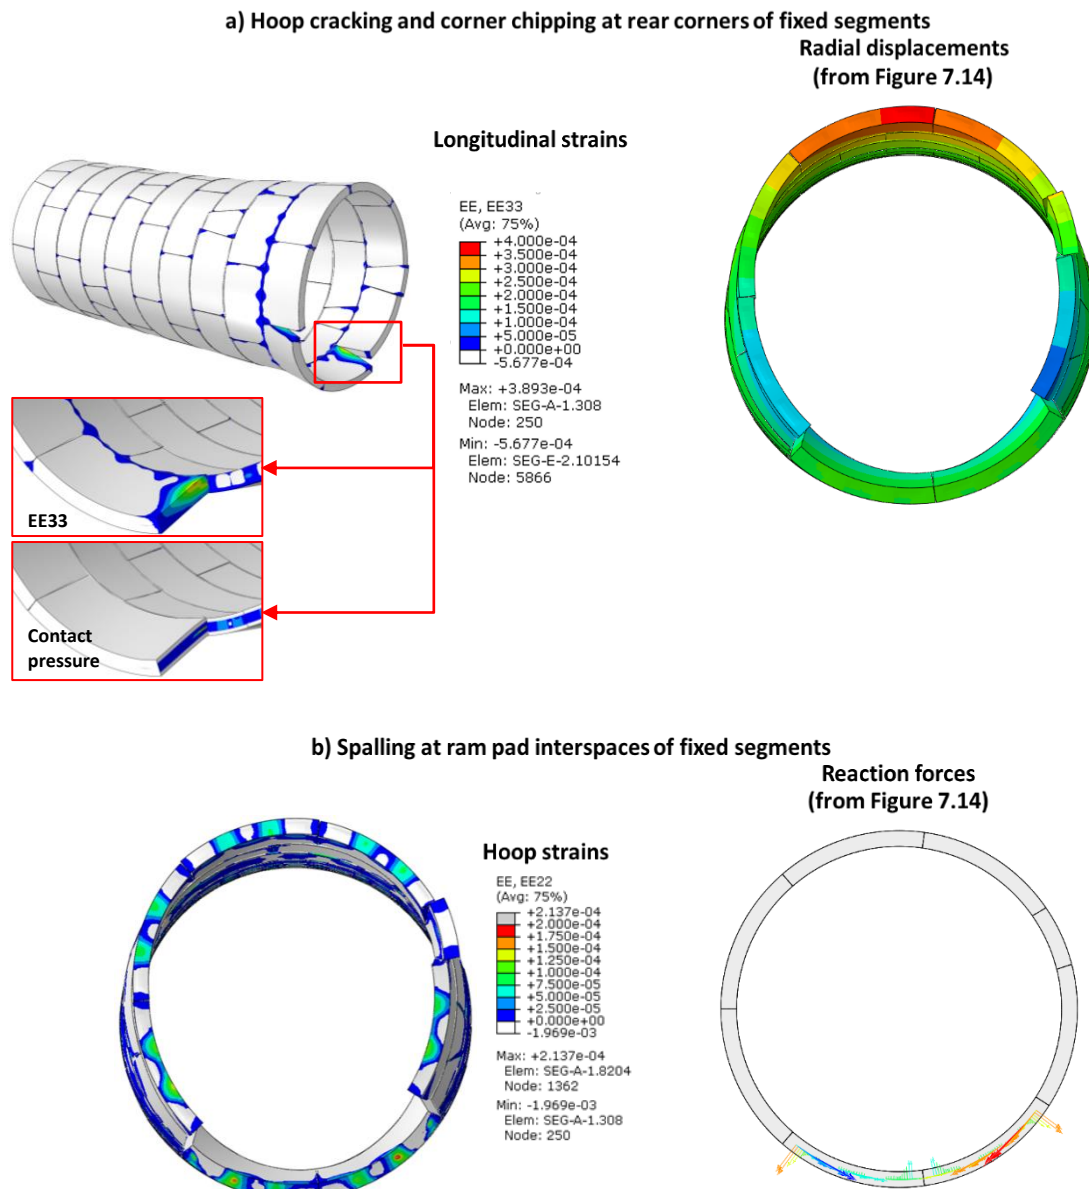 a) Hoop cracking and corner chipping at rear corners of fixed segments
Radial displacements
(from Figure 7.14)
Longitudinal strains
EE, EE33
(Avg: 75%)
+4.000e-04
+3.500e-04
+3.000e-04
+2.500e-04
+2.000e-04
+1.500e-04
+1.000e-04
+5.000e-05
+0.000e+00
-5.677e-04
Max: +3.893e-04
Elem: SEG-A-1.308
Node: 250
Min: -5.677e-04
Elem: SEG-E-2.10154
Node: 5866
EE33
Contact
pressure
b) Spalling at ram pad interspaces of fixed segments
Reaction forces
(from Figure 7.14)
Hoop strains
EE, EE22
(Avg: 75%)
+2.137e-04
+2.000e-04
+1.750e-04
+1.500e-04
+1.250e-04
+1.000e-04
+7.500e-05
+5.000e-05
+2.500e-05
+0.000e+00
-1.969e-03
Max: +2.137e-04
Elem: SEG-A-1.8204
Node: 1362
Min: -1.969e-03
Elem: SEG-A-1.308
Node: 250